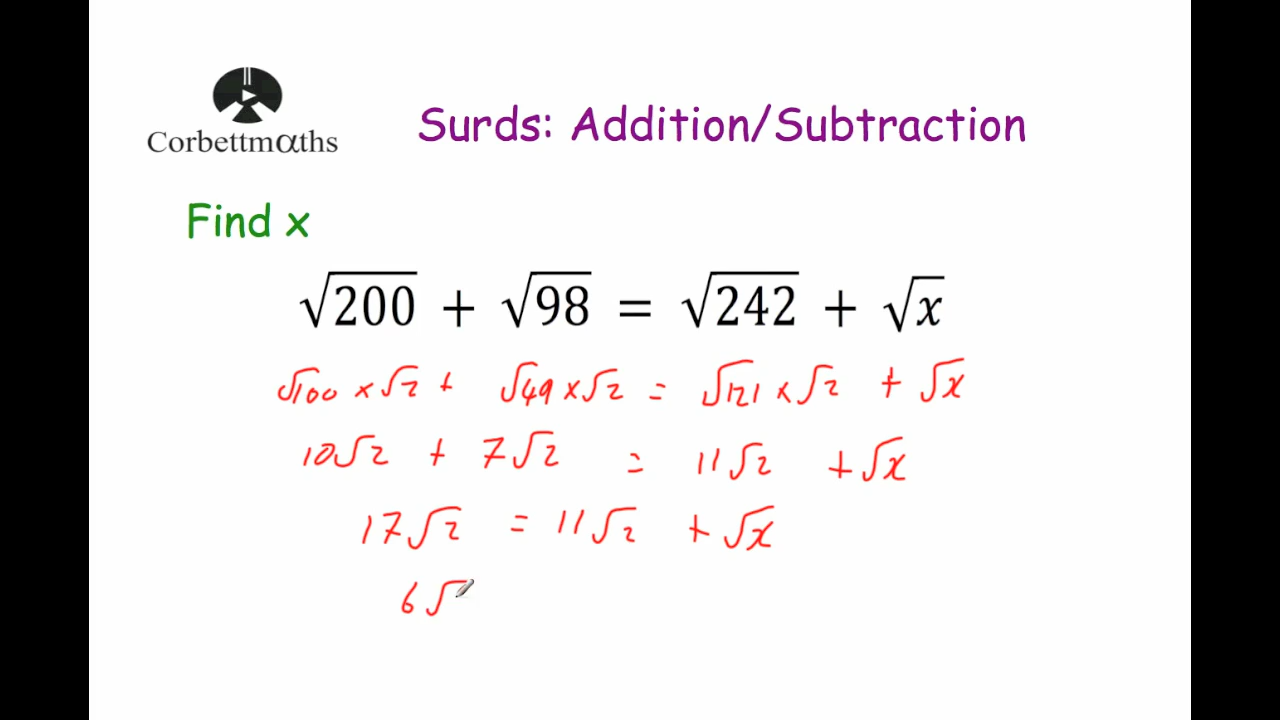 Corbettmαths
Surds: Addition/Subtraction
Find x
√200 + √98 = √242 + √x
√100 × √2 + √49 × √2 = √121 × √2 + √x
10√2 + 7√2 = 11√2 + √x
17√2 = 11√2 + √x
6√